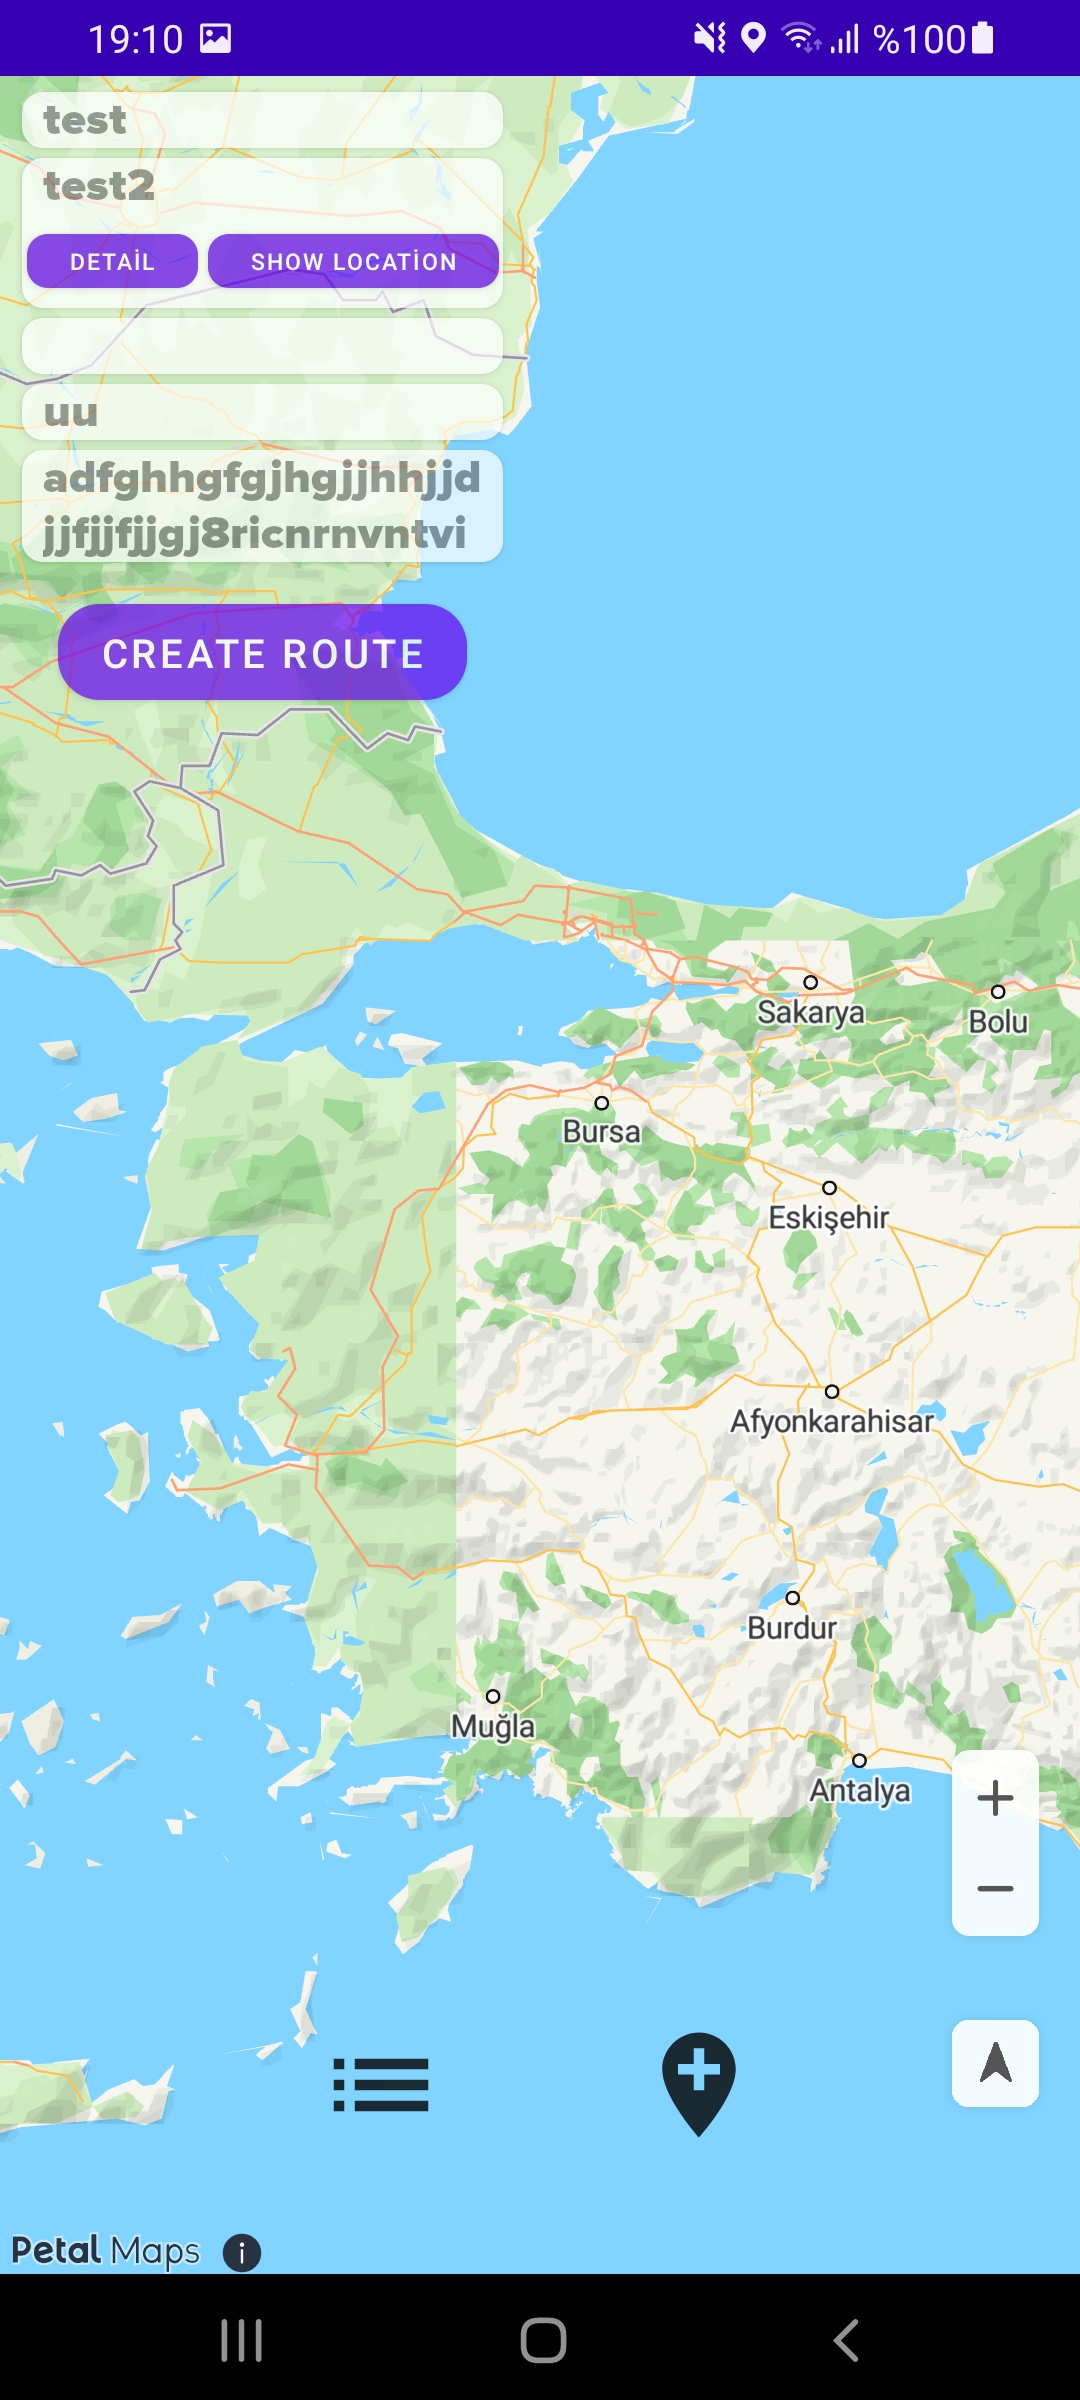 19:10 %100
test
test2
DETAİL SHOW LOCATİON
uu
adfghhgfgjhgjjhhjjd
jjfjjfjjgj8ricnrnvntvi
CREATE ROUTE
Sakarya
Bolu
Bursa
Eskişehir
Afyonkarahisar
Burdur
Muğla
Antalya
Petal Maps